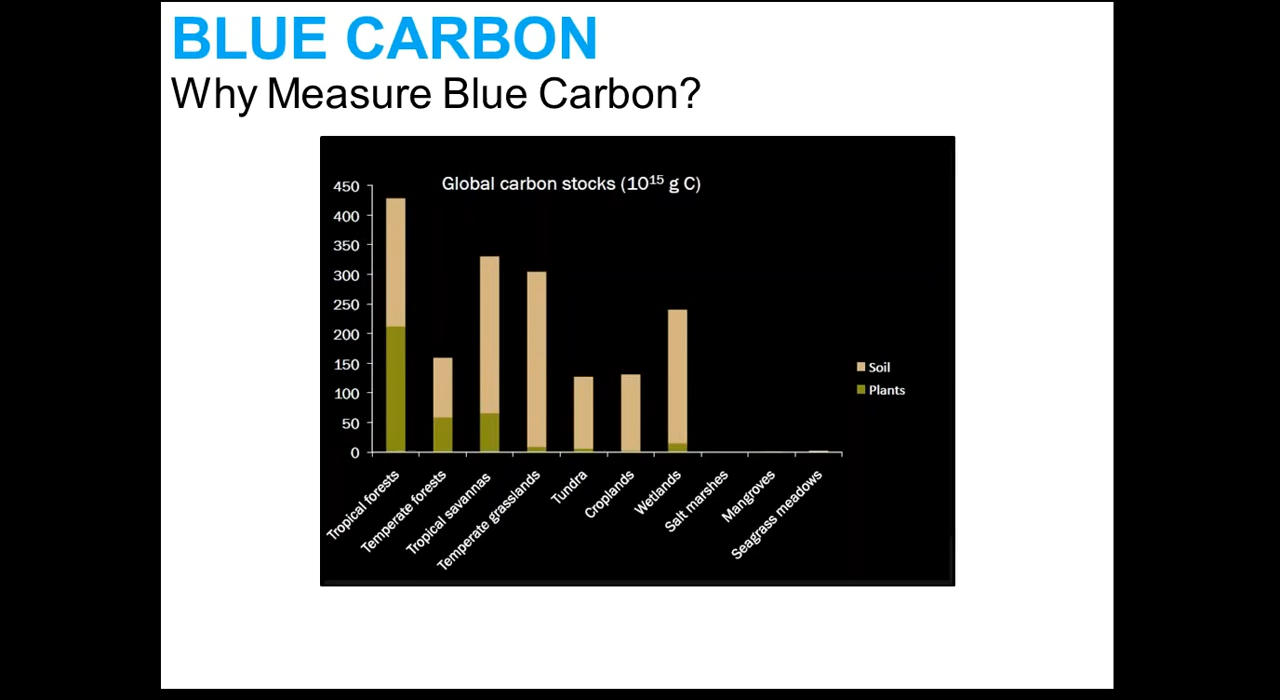 BLUE CARBON
Why Measure Blue Carbon?
Global carbon stocks (10¹⁵ g C)
450
400
350
300
250
200
150
100
50
0
Tropical forests
Temperate forests
Tropical savannas
Temperate grasslands
Tundra
Croplands
Wetlands
Salt marshes
Mangroves
Seagrass meadows
Soil
Plants